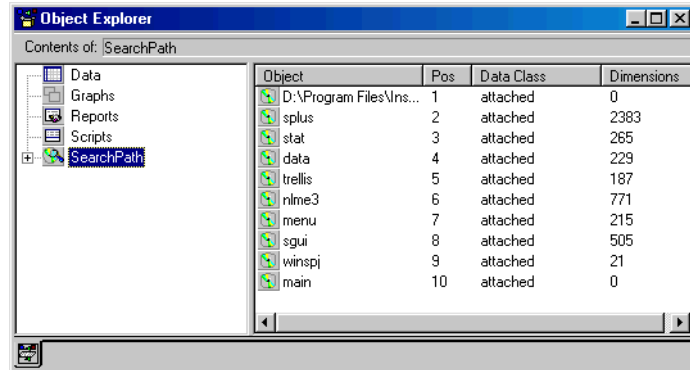 Object Explorer
Contents of: SearchPath
Data
Graphs
Reports
Scripts
SearchPath
Object Pos Data Class Dimensions
D:\Program Files\Ins... 1 attached 0
splus 2 attached 2383
stat 3 attached 265
data 4 attached 229
trellis 5 attached 187
nlme3 6 attached 771
menu 7 attached 215
sgui 8 attached 505
winspj 9 attached 21
main 10 attached 0